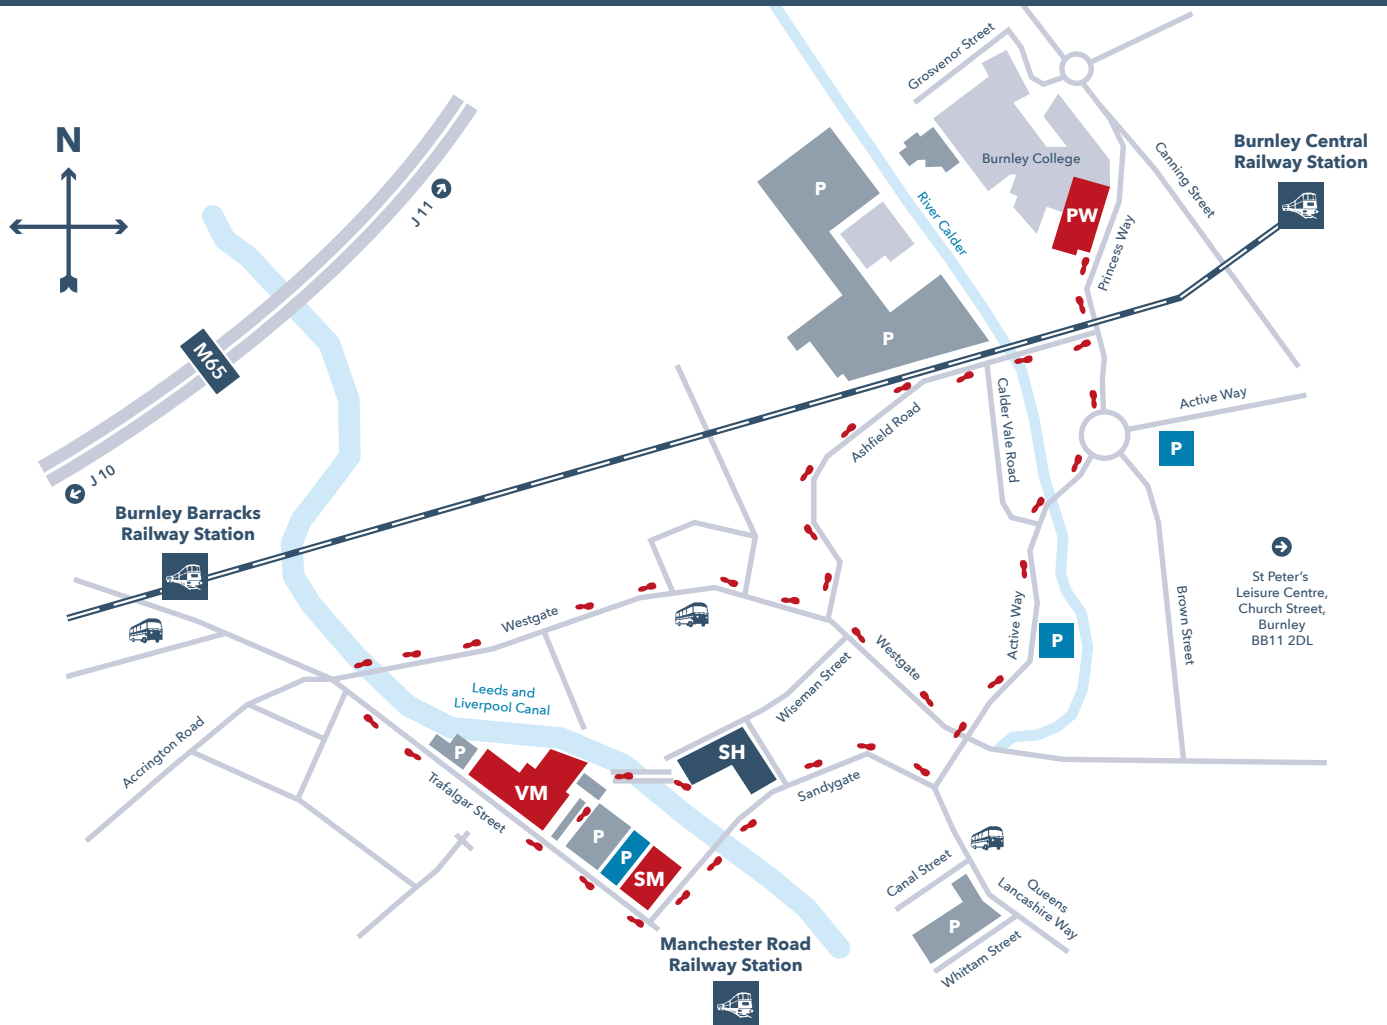 Grosvenor Street
N
Burnley Central
Railway Station
Canning Street
Burnley College
P
PW
J 11
River Calder
Princess Way
P
M65
Calder Vale Road
Active Way
Ashfield Road
P
J 10
Burnley Barracks
Railway Station
St Peter's
Leisure Centre,
Church Street,
Burnley
BB11 2DL
Westgate
Active Way
Brown Street
P
Westgate
Wiseman Street
Leeds and
Liverpool Canal
Accrington Road
P
SH
VM
Sandygate
Trafalgar Street
P
P
SM
Canal Street
Queens
Lancashire Way
P
Whittam Street
Manchester Road
Railway Station